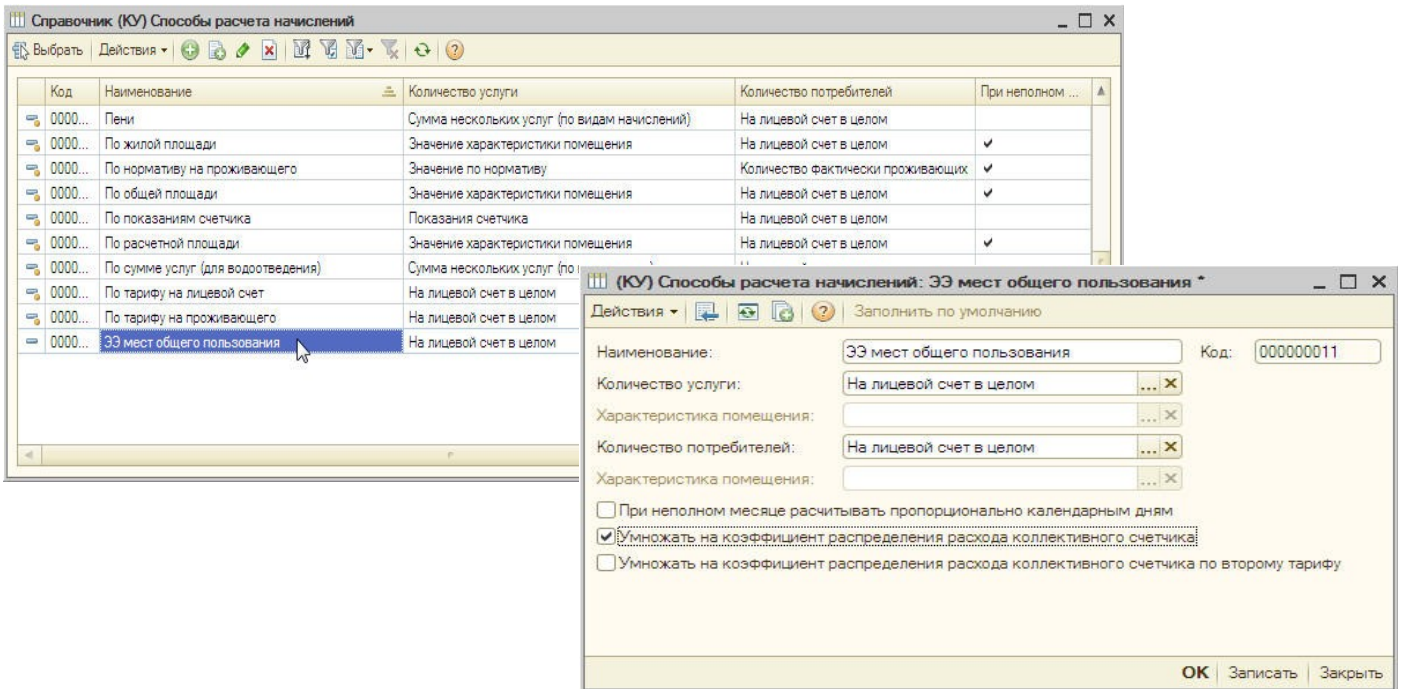 Справочник (КУ) Способы расчета начислений
Выбрать Действия
Код Наименование Количество услуги Количество потребителей При неполном ...
0000... Пени Сумма нескольких услуг (по видам начислений) На лицевой счет в целом
0000... По жилой площади Значение характеристики помещения На лицевой счет в целом
0000... По нормативу на проживающего Значение по нормативу Количество фактически проживающих
0000... По общей площади Значение характеристики помещения На лицевой счет в целом
0000... По показаниям счетчика Показания счетчика На лицевой счет в целом
0000... По расчетной площади Значение характеристики помещения На лицевой счет в целом
0000... По сумме услуг (для водоотведения) Сумма нескольких услуг (по
0000... По тарифу на лицевой счет На лицевой счет в целом
0000... По тарифу на проживающего На лицевой счет в целом
0000... ЭЭ мест общего пользования На лицевой счет в целом
(КУ) Способы расчета начислений: ЭЭ мест общего пользования *
Действия Заполнить по умолчанию
Наименование: ЭЭ мест общего пользования Код: 000000011
Количество услуги: На лицевой счет в целом ...
Характеристика помещения: ...
Количество потребителей: На лицевой счет в целом ...
Характеристика помещения: ...
При неполном месяце расчитывать пропорционально календарным дням
Умножать на коэффициент распределения расхода коллективного счетчика
Умножать на коэффициент распределения расхода коллективного счетчика по второму тарифу
OK Записать Закрыть